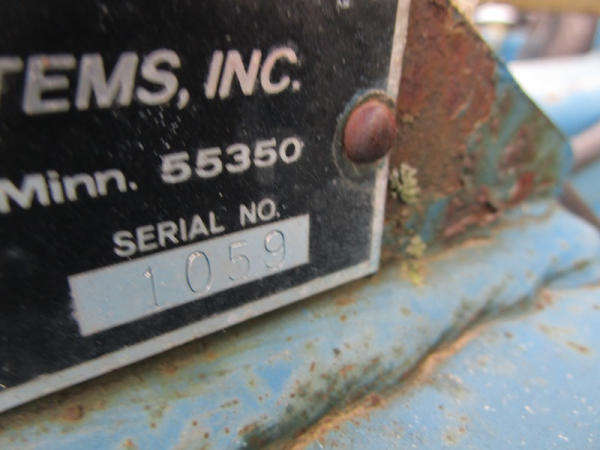 TEMS, INC.
Minn. 55350
SERIAL NO.
1059